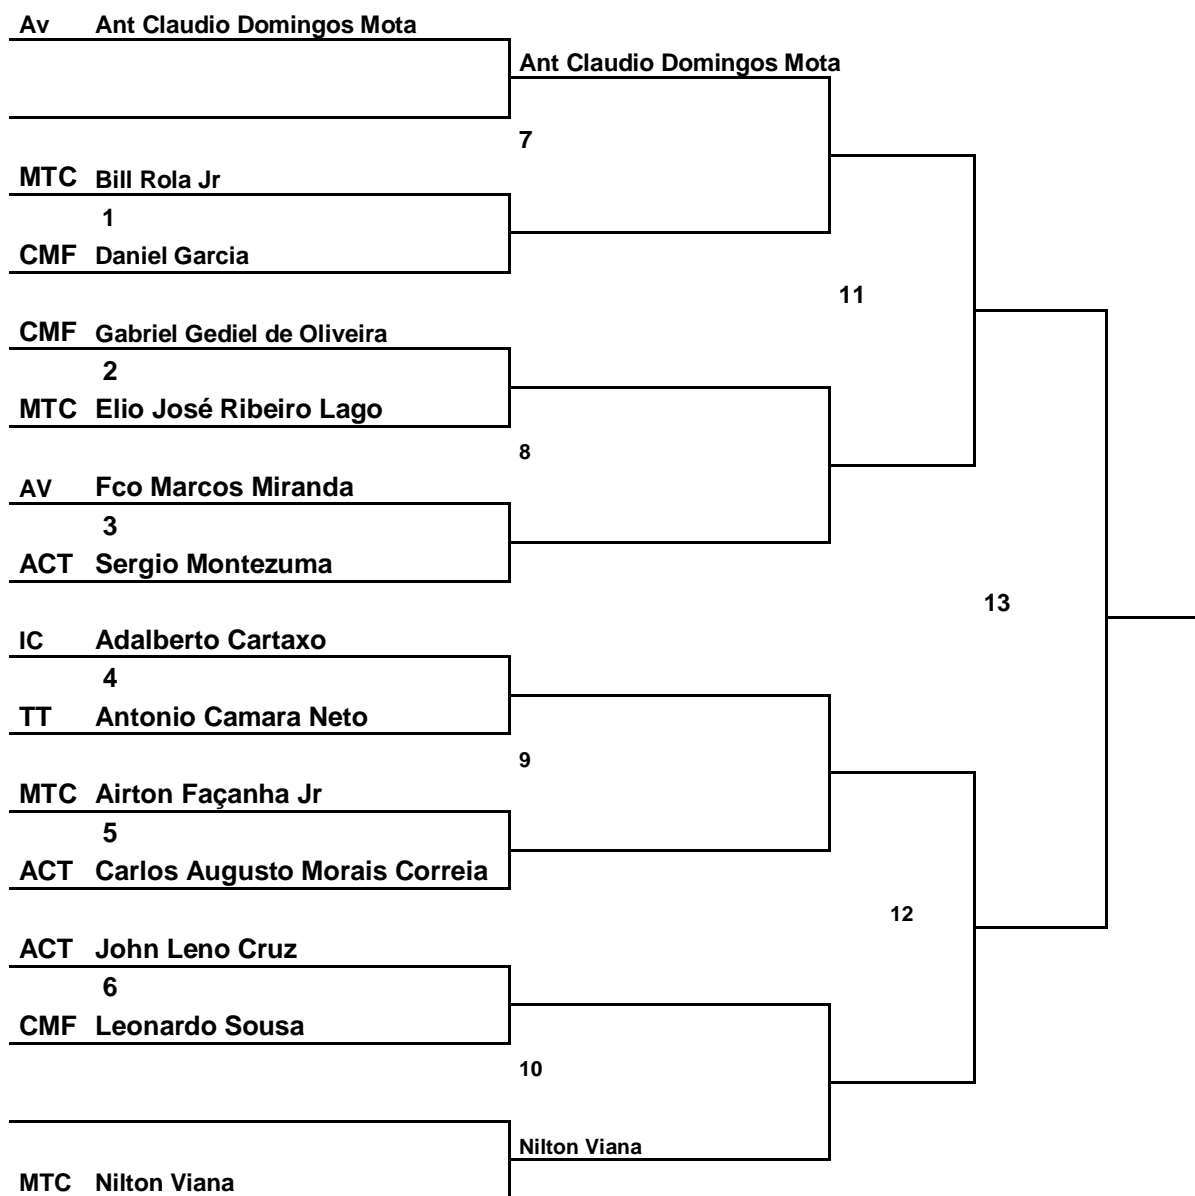 Av Ant Claudio Domingos Mota
Ant Claudio Domingos Mota
7
MTC Bill Rola Jr
1
CMF Daniel Garcia
11
CMF Gabriel Gediel de Oliveira
2
MTC Elio José Ribeiro Lago
8
AV Fco Marcos Miranda
3
ACT Sergio Montezuma
13
IC Adalberto Cartaxo
4
TT Antonio Camara Neto
9
MTC Airton Façanha Jr
5
ACT Carlos Augusto Morais Correia
12
ACT John Leno Cruz
6
CMF Leonardo Sousa
10
Nilton Viana
MTC Nilton Viana